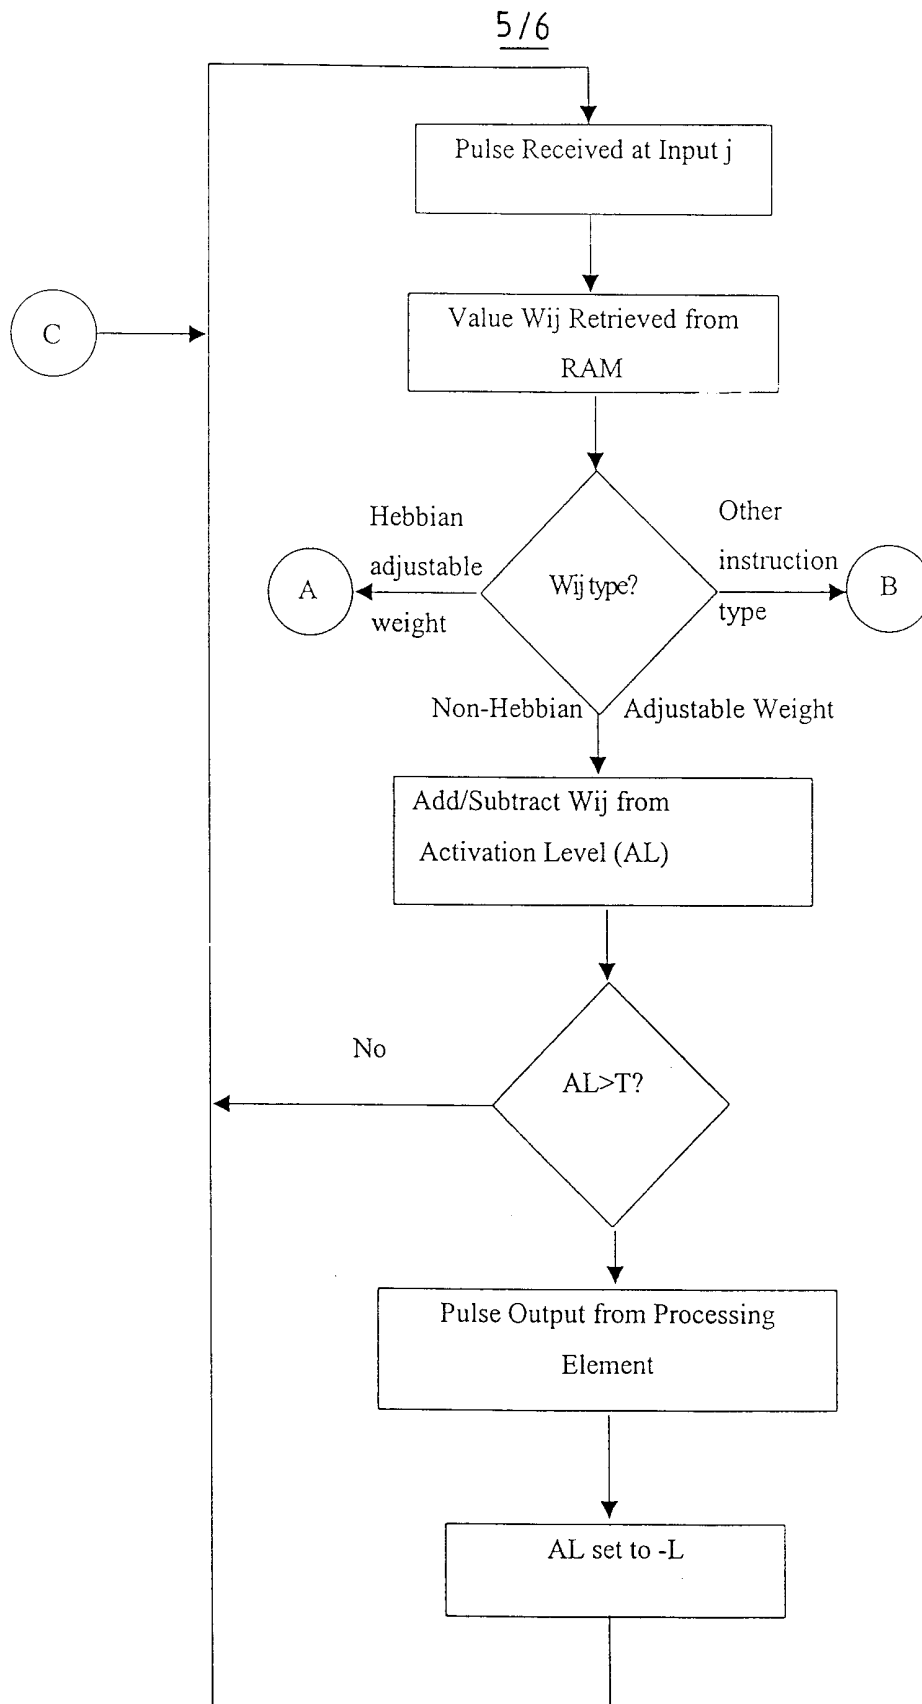 5/6
Pulse Received at Input j
C
Value Wij Retrieved from
RAM
Hebbian
adjustable
weight
A
Wij type?
Other
instruction
type
B
Non-Hebbian
Adjustable Weight
Add/Subtract Wij from
Activation Level (AL)
No
AL>T?
Pulse Output from Processing
Element
AL set to -L